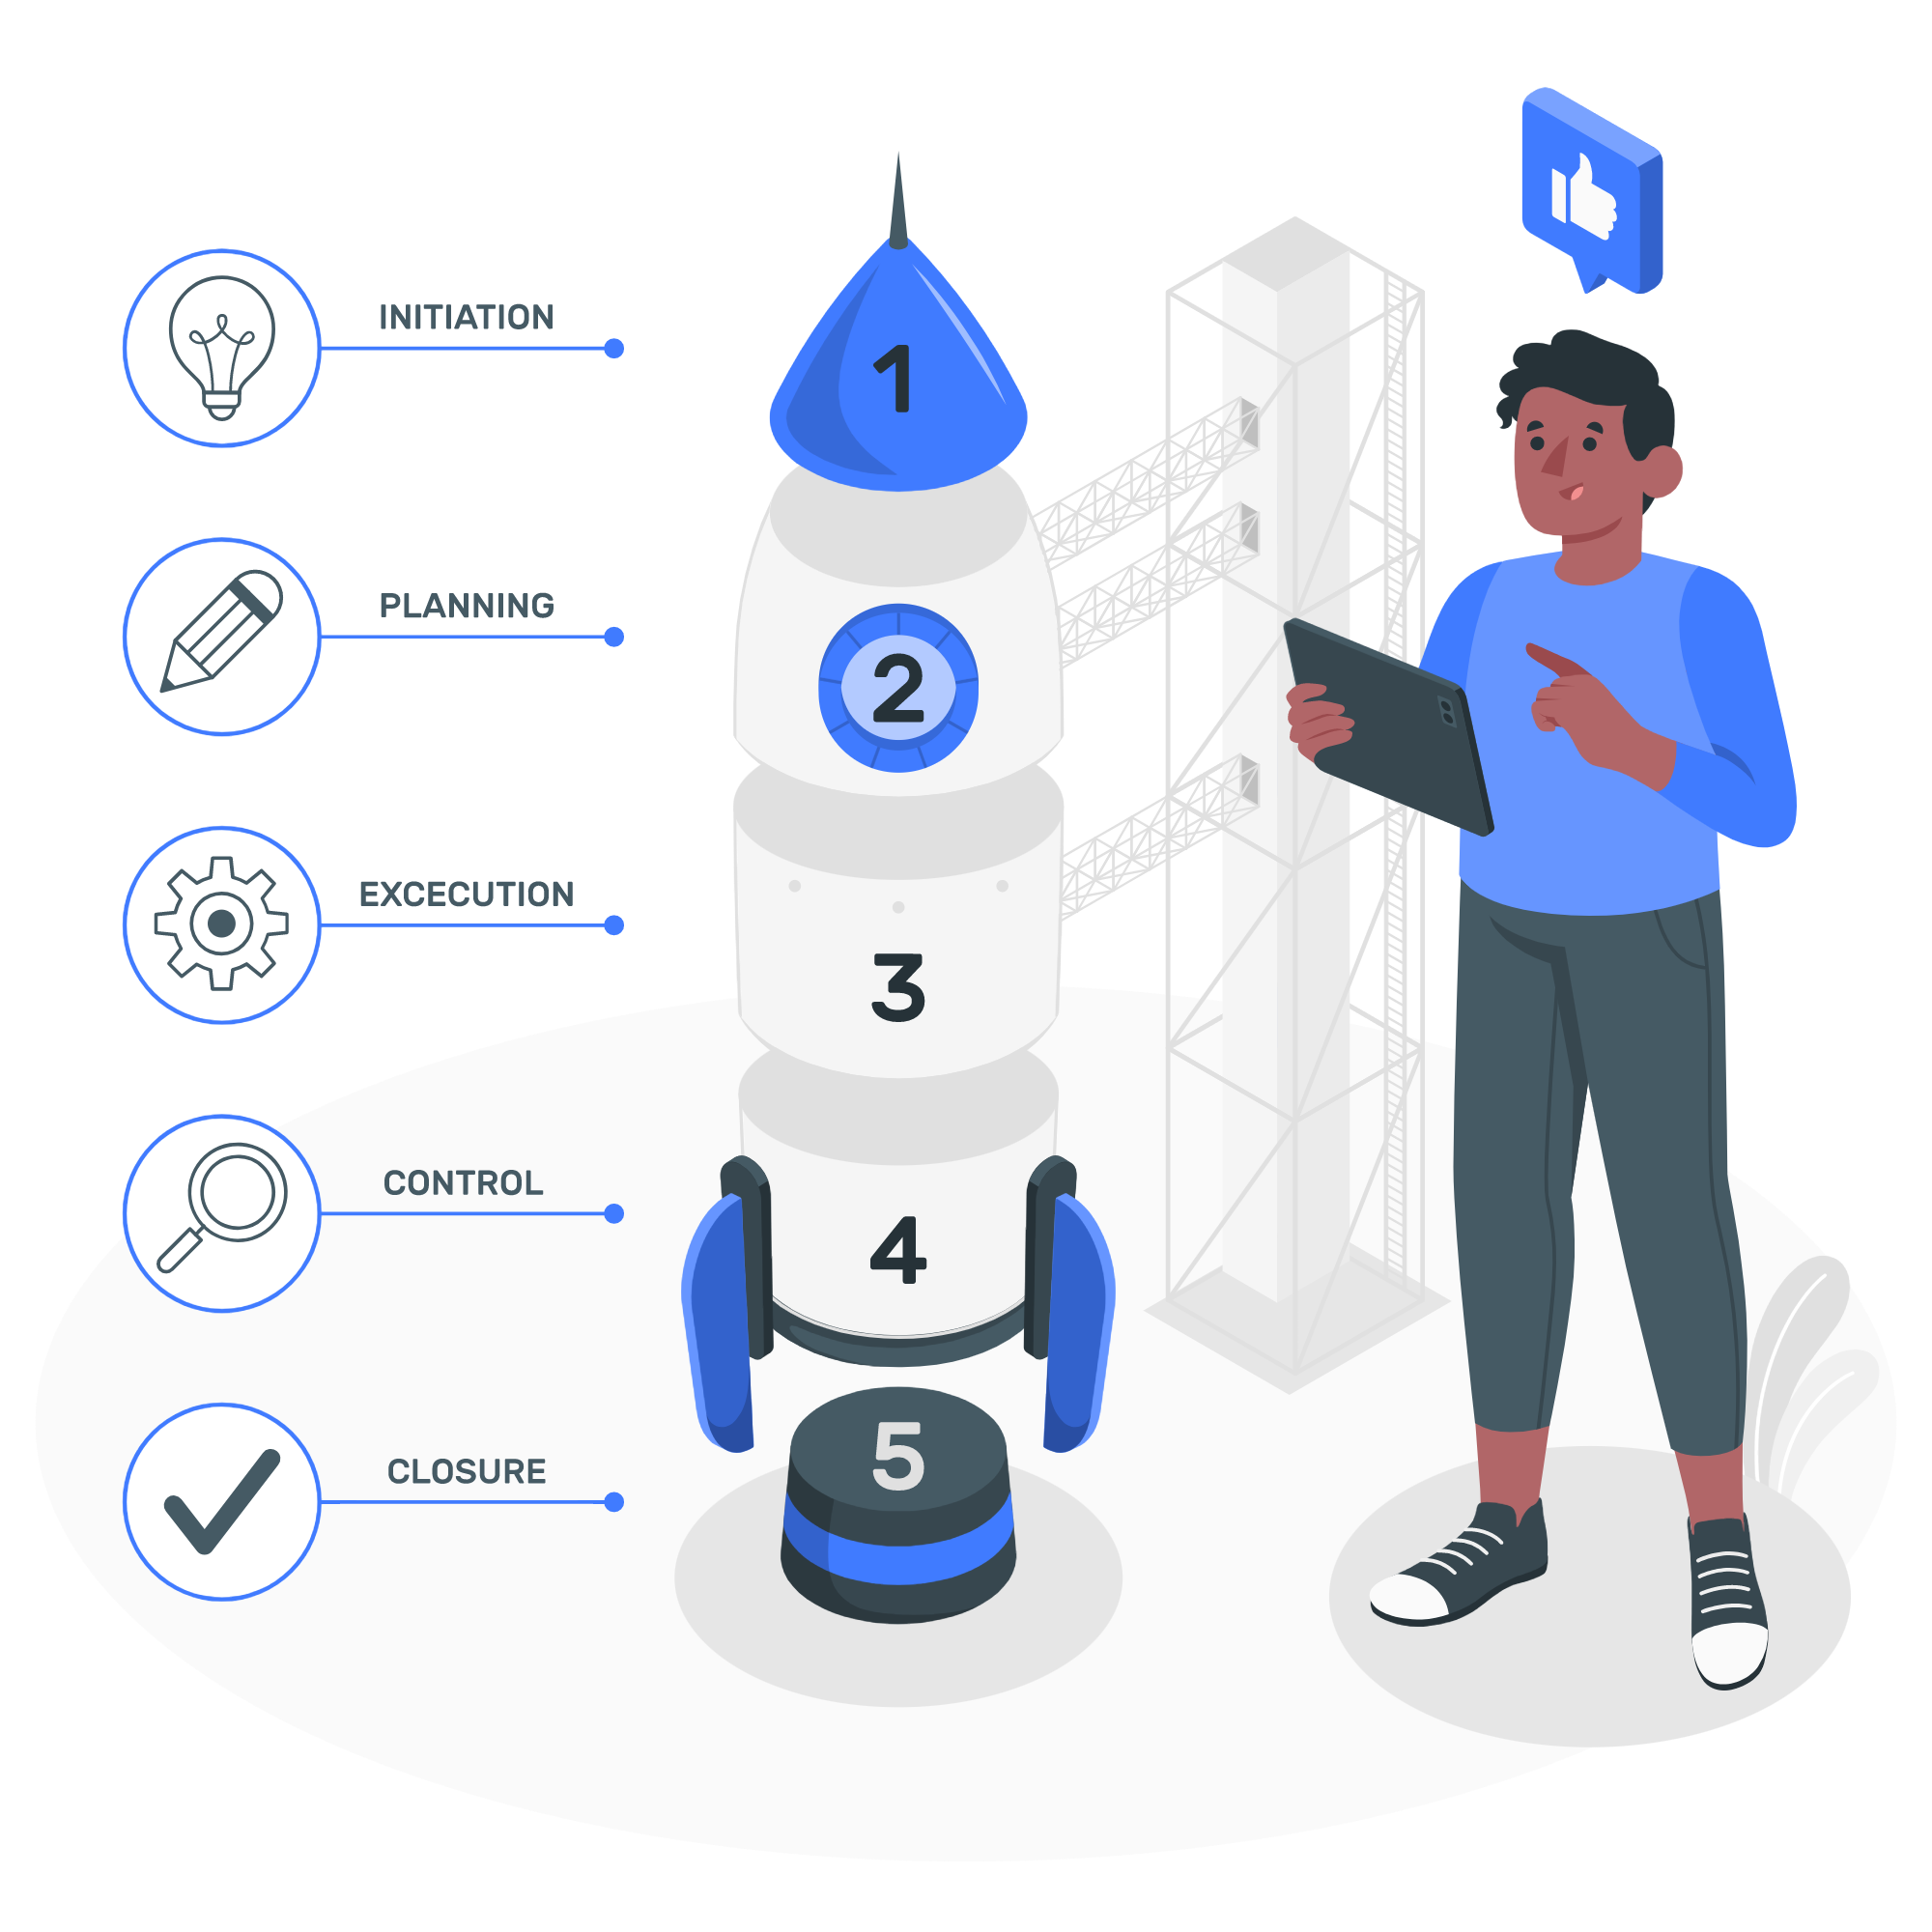 INITIATION
1
PLANNING
2
EXCECUTION
3
CONTROL
4
CLOSURE
5